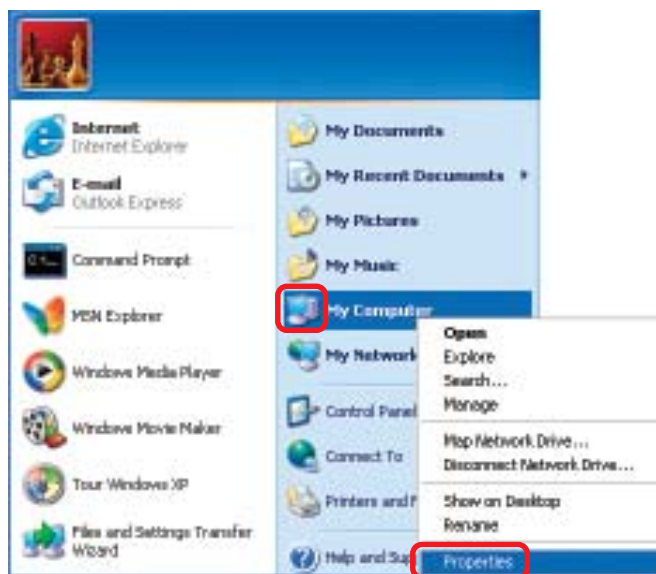 Internet
Internet Explorer
E-mail
Outlook Express
Command Prompt
MSN Explorer
Windows Media Player
Windows Movie Maker
Tour Windows XP
Files and Settings Transfer
Wizard
My Documents
My Recent Documents
My Pictures
My Music
My Computer
My Network
Control Panel
Connect To
Printers and F
Help and Sup
Open
Explore
Search...
Manage
Map Network Drive...
Disconnect Network Drive...
Show on Desktop
Rename
Properties